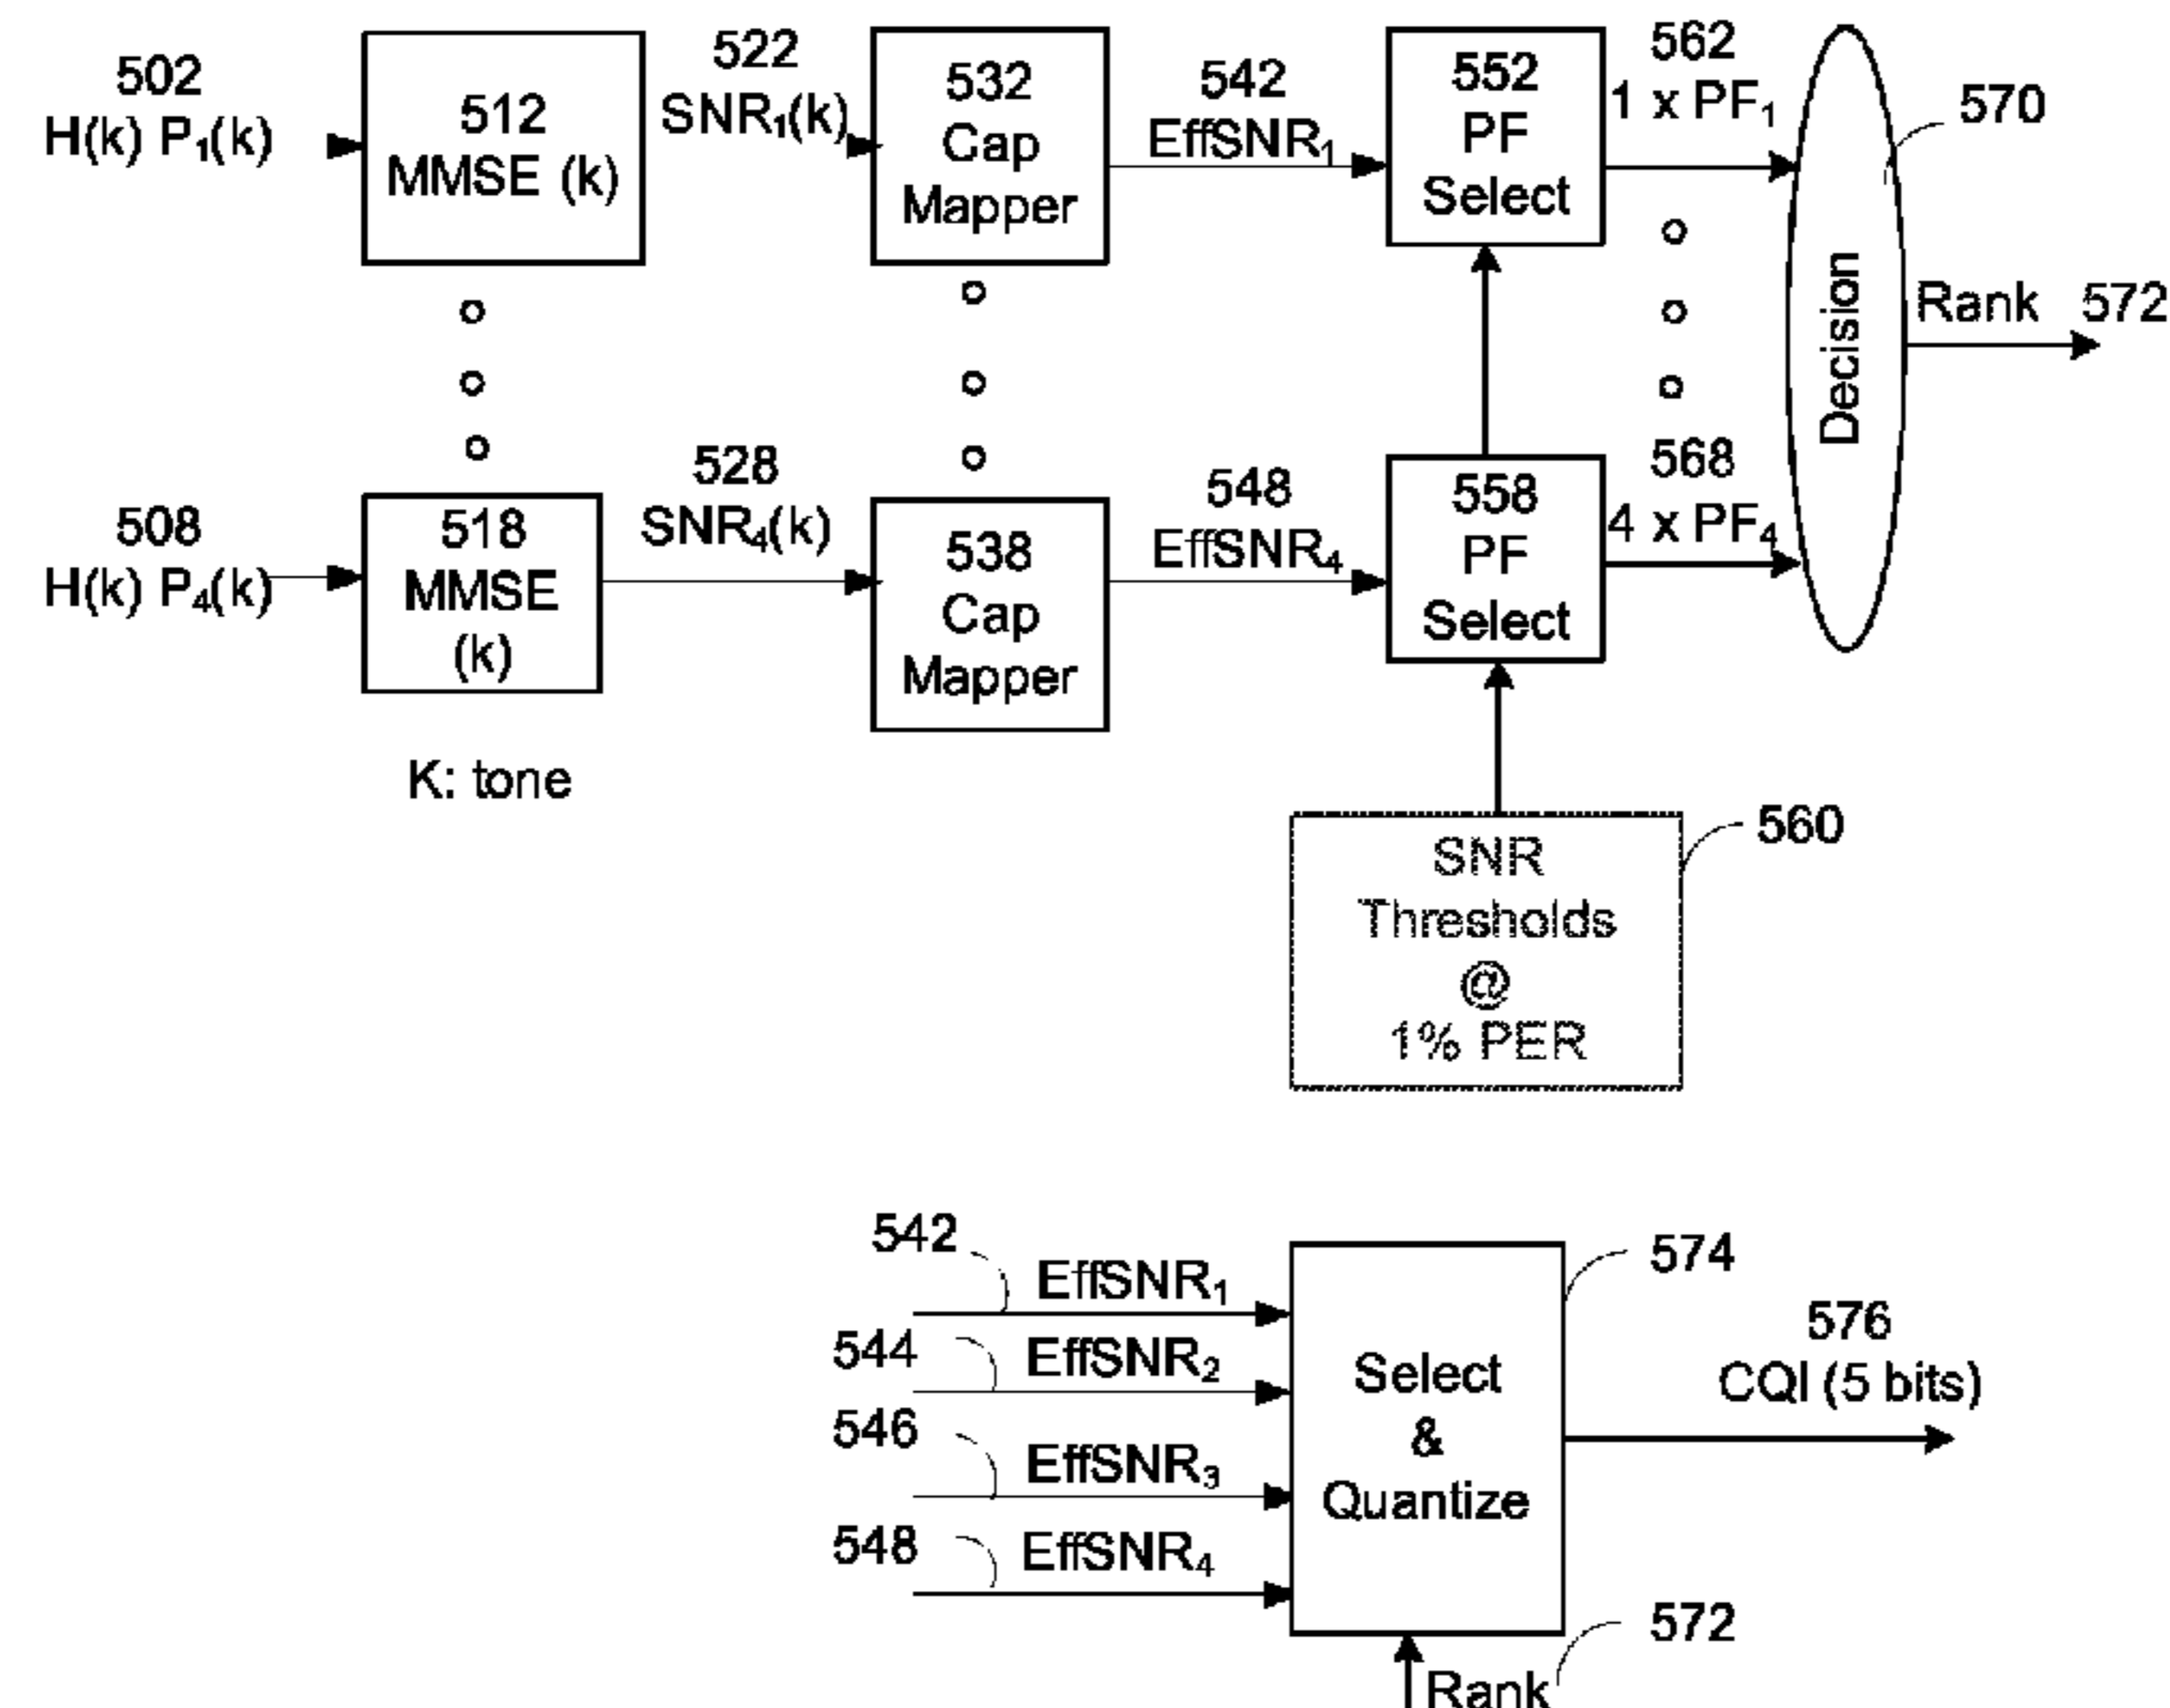 502
H(k) P₁(k)
512
MMSE (k)
522
SNR₁(k)
532
Cap
Mapper
542
EffSNR₁
552
PF
Select
562
1 x PF₁
570
Decision
Rank 572
508
H(k) P₄(k)
518
MMSE
(k)
528
SNR₄(k)
538
Cap
Mapper
548
EffSNR₄
558
PF
Select
568
4 x PF₄
K: tone
SNR
Thresholds
@
1% PER
560
542
EffSNR₁
544
EffSNR₂
546
EffSNR₃
548
EffSNR₄
Select
&
Quantize
574
576
CQI (5 bits)
572
Rank